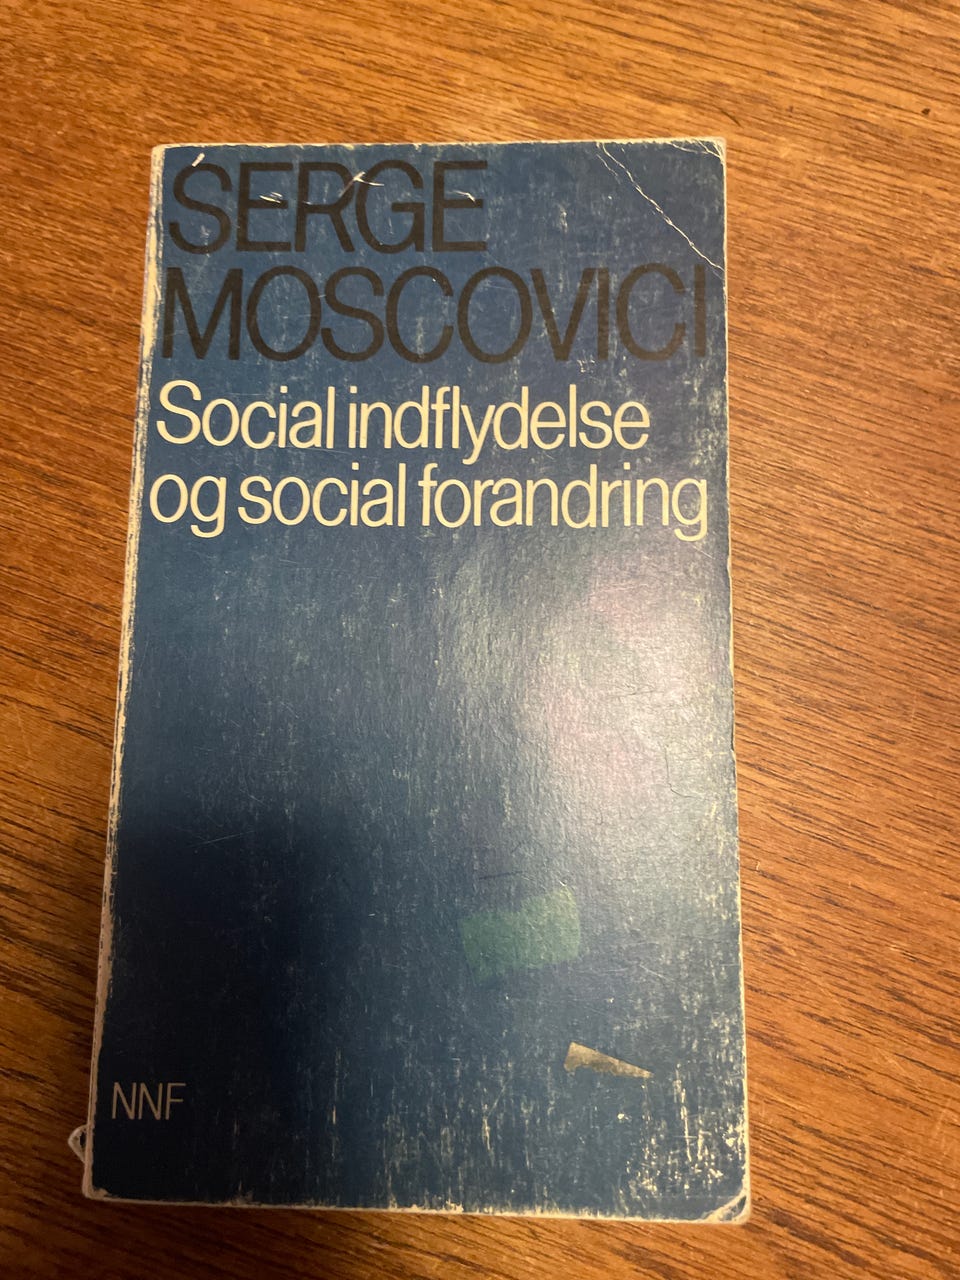 SERGE
MOSCOVICI
Social indflydelse
og social forandring
NNF